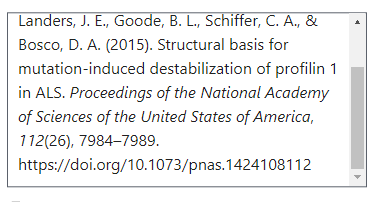 Landers, J. E., Goode, B. L., Schiffer, C. A., &
Bosco, D. A. (2015). Structural basis for
mutation-induced destabilization of profilin 1
in ALS. Proceedings of the National Academy
of Sciences of the United States of America,
112(26), 7984–7989.
https://doi.org/10.1073/pnas.1424108112